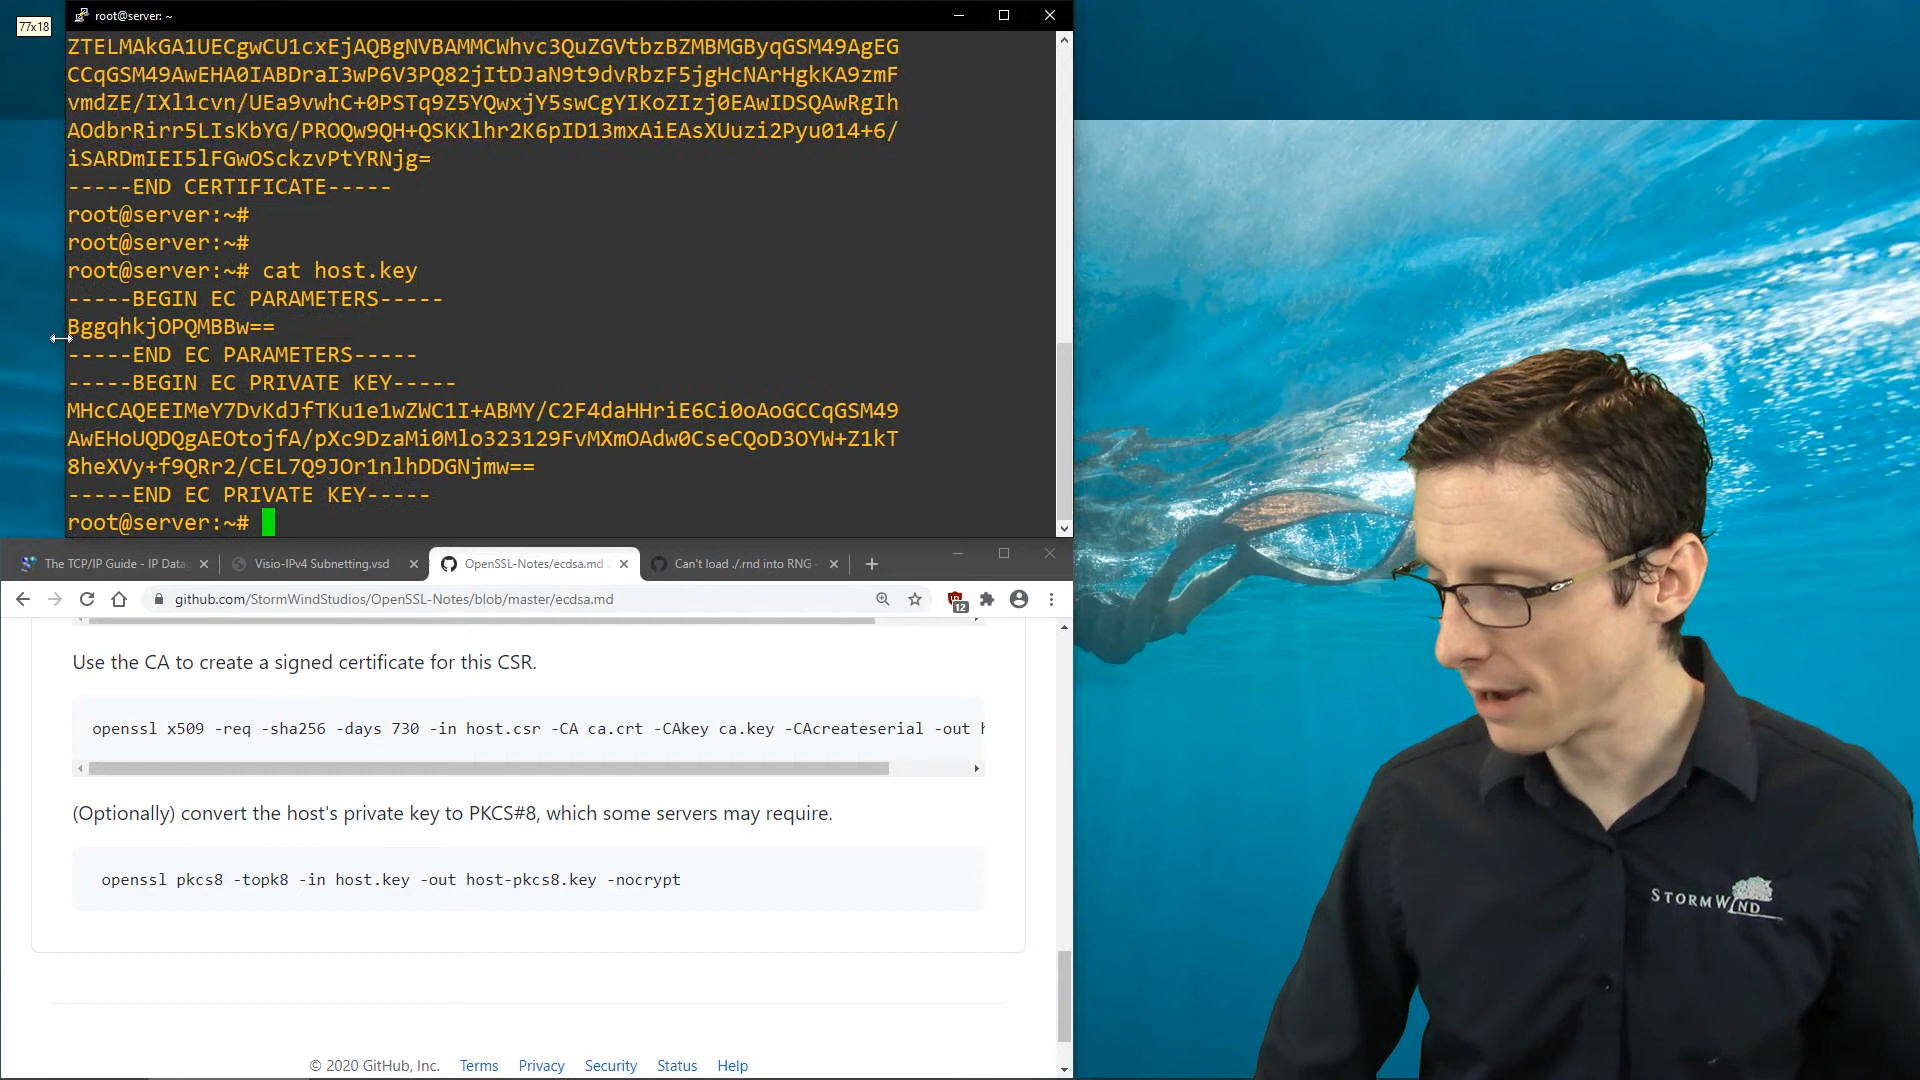 77x18
root@server: ~
ZTELMAkGA1UECgwCU1cxEjAQBgNVBAMMCWhvc3QuZGVtbzBZMBMGByqGSM49AgEG
CCqGSM49AwEHA0IABDraI3wP6V3PQ82jItDJaN9t9dvRbzF5jgHcNArHgkKA9zmF
vmdZE/IXl1cvn/UEa9vwhC+0PSTq9Z5YQwxjY5swCgYIKoZIzj0EAwIDSQAwRgIh
AOdbrRirr5LIsKbYG/PROQw9QH+QSKKlhr2K6pID13mxAiEAsXUuzi2Pyu014+6/
iSARDmIEI5lFGwOSckzvPtYRNjg=
-----END CERTIFICATE-----
root@server:~#
root@server:~#
root@server:~# cat host.key
-----BEGIN EC PARAMETERS-----
BggqhkjOPQMBBw==
-----END EC PARAMETERS-----
-----BEGIN EC PRIVATE KEY-----
MHcCAQEEIMeY7DvKdJfTKu1e1wZWC1I+ABMY/C2F4daHHriE6Ci0oAoGCCqGSM49
AwEHoUQDQgAEOtojfA/pXc9DzaMi0Mlo323129FvMXmOAdw0CseCQoD3OYW+Z1kT
8heXVy+f9QRr2/CEL7Q9JOr1nlhDDGNjmw==
-----END EC PRIVATE KEY-----
root@server:~#
The TCP/IP Guide - IP Data
Visio-IPv4 Subnetting.vsd
OpenSSL-Notes/ecdsa.md
Can't load ./.rnd into RNG
github.com/StormWindStudios/OpenSSL-Notes/blob/master/ecdsa.md
12
Use the CA to create a signed certificate for this CSR.
openssl x509 -req -sha256 -days 730 -in host.csr -CA ca.crt -CAkey ca.key -CAcreateserial -out h
(Optionally) convert the host's private key to PKCS#8, which some servers may require.
openssl pkcs8 -topk8 -in host.key -out host-pkcs8.key -nocrypt
© 2020 GitHub, Inc. Terms Privacy Security Status Help
STORMWIND